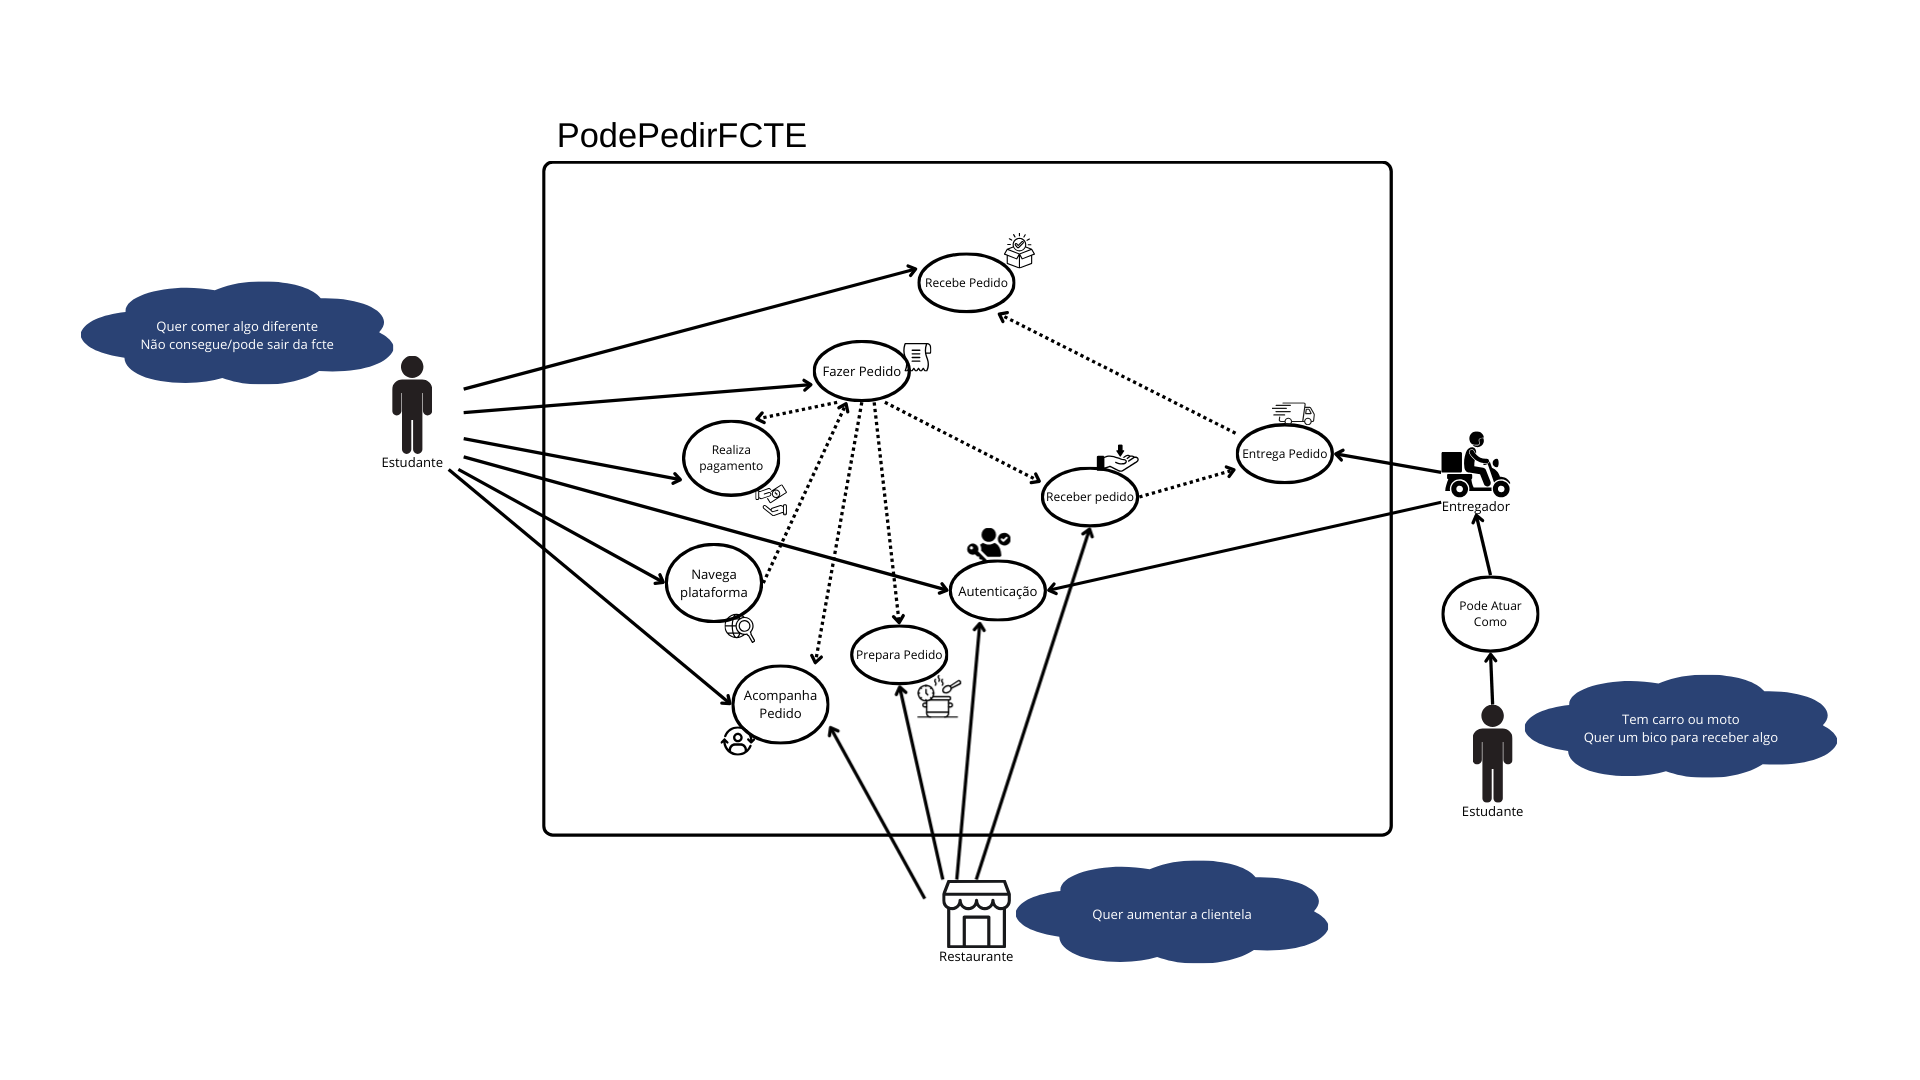 PodePedirFCTE
Recebe Pedido
Quer comer algo diferente
Não consegue/pode sair da fcte
Fazer Pedido
Estudante
Realiza
pagamento
Entrega Pedido
Receber pedido
Entregador
Navega
plataforma
Autenticação
Pode Atuar
Como
Prepara Pedido
Acompanha
Pedido
Tem carro ou moto
Quer um bico para receber algo
Estudante
Quer aumentar a clientela
Restaurante